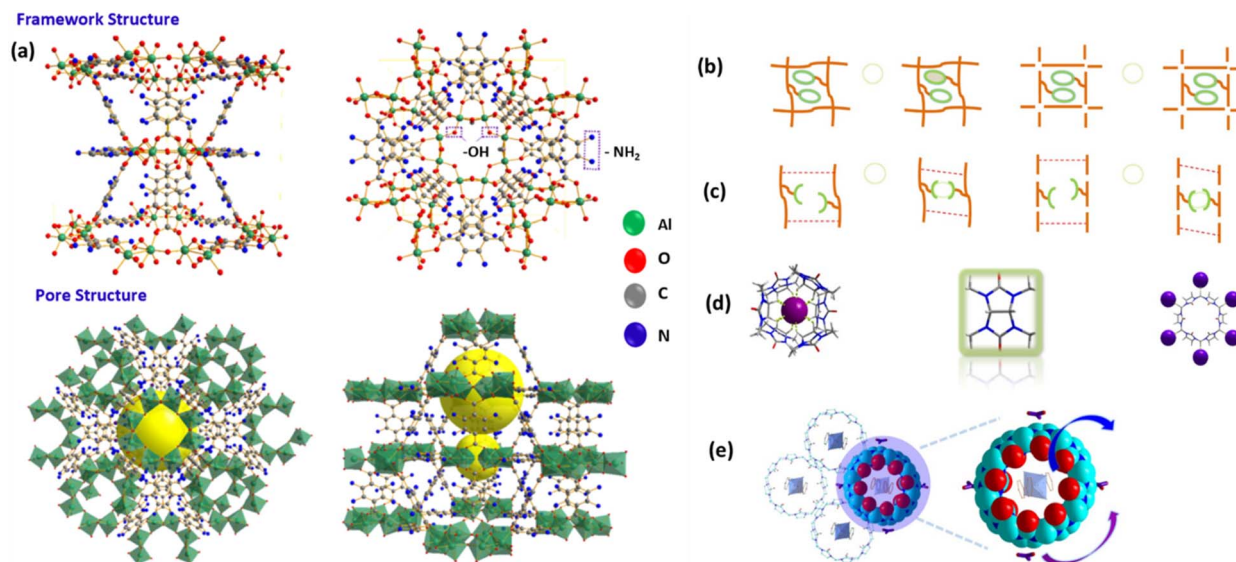 Framework Structure
(a)
-OH
- NH₂
Al
O
C
N
Pore Structure
(b)
(c)
(d)
(e)